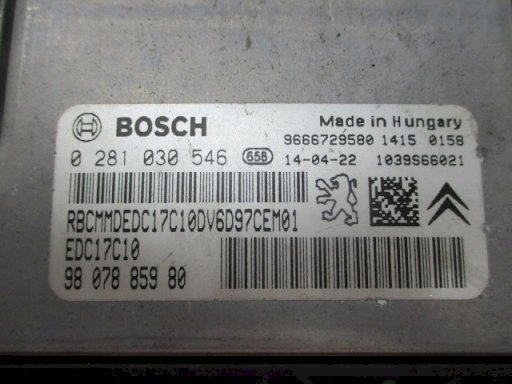 BOSCH
Made in Hungary
9666729580 1415 0158
0 281 030 546 658 14-04-22 1039S66021
RBCMMDEDC17C10DV6D97CEM01
EDC17C10
98 078 859 80